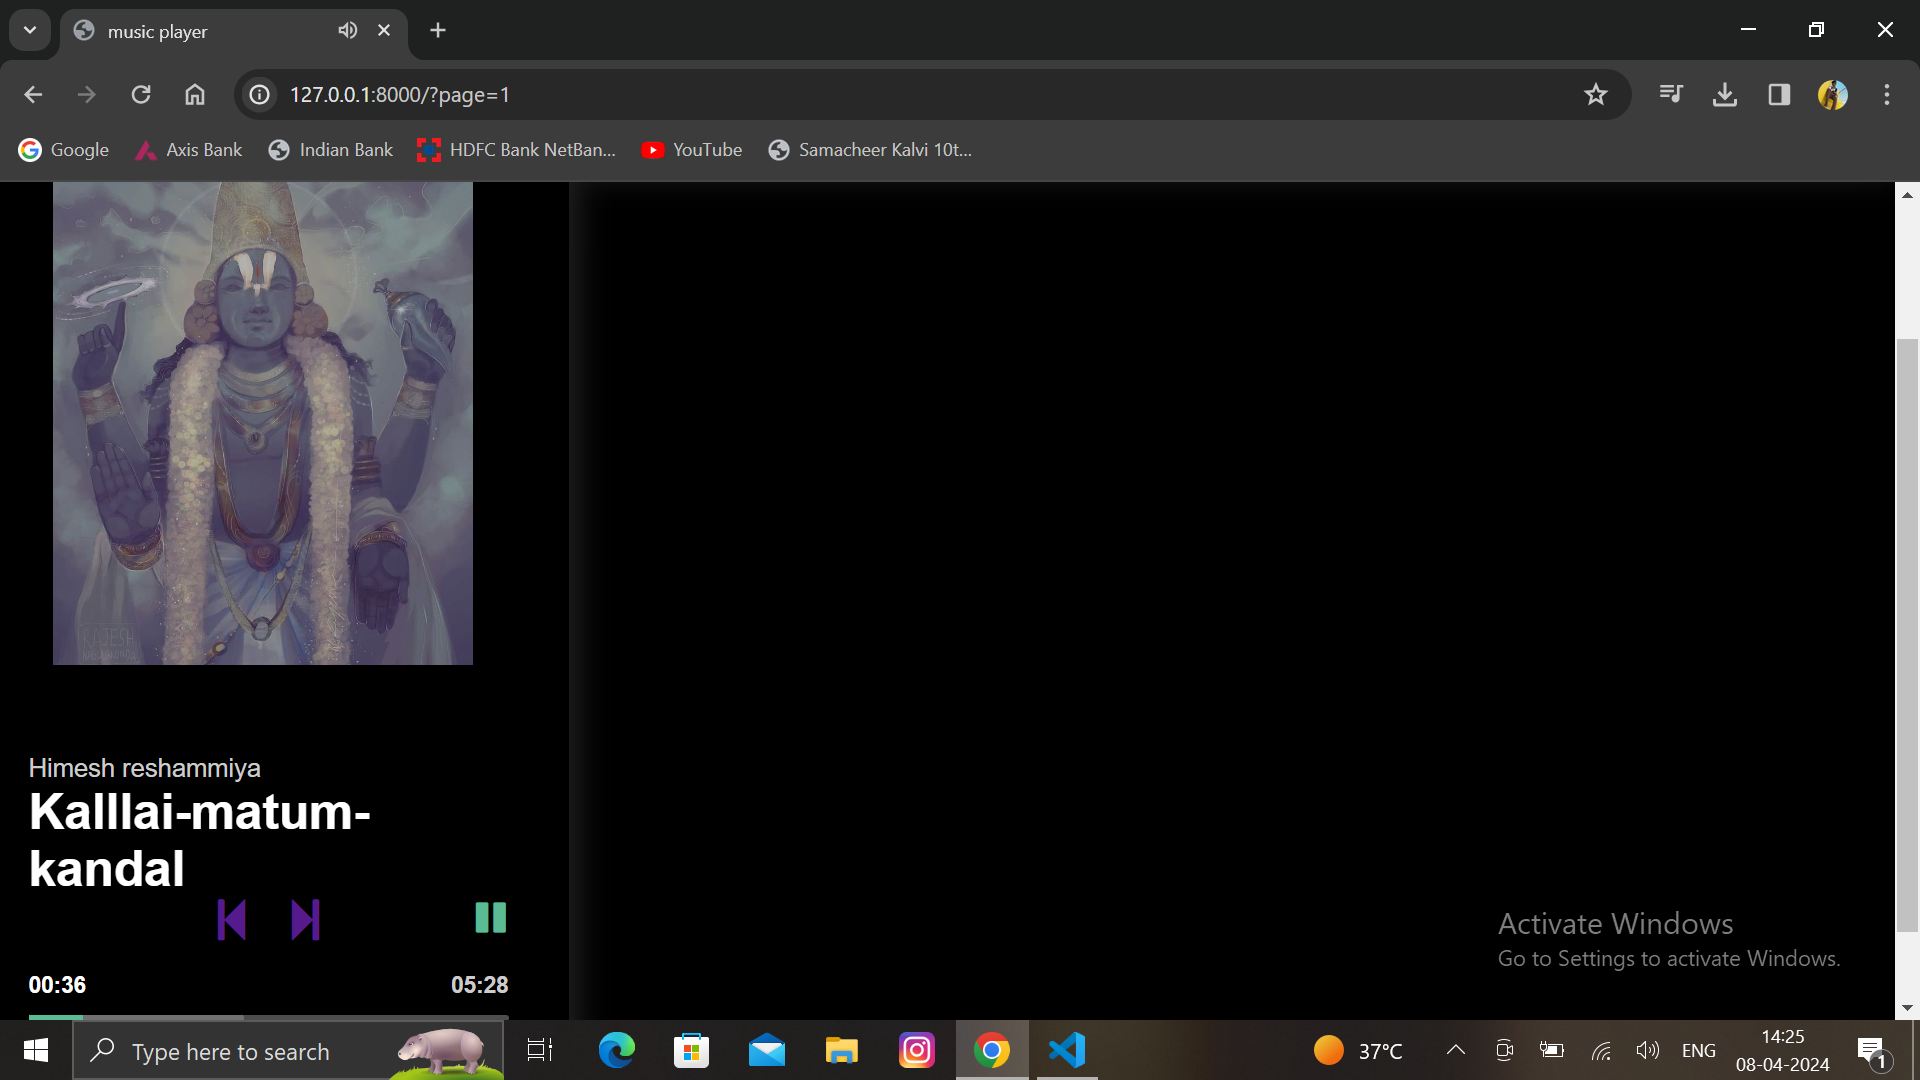 music player
127.0.0.1:8000/?page=1
Google Axis Bank Indian Bank HDFC Bank NetBan... YouTube Samacheer Kalvi 10t...
RAJESH
Himesh reshammiya
Kalllai-matum-
kandal
00:36 05:28
Activate Windows
Go to Settings to activate Windows.
Type here to search 37°C ENG 14:25
08-04-2024
1